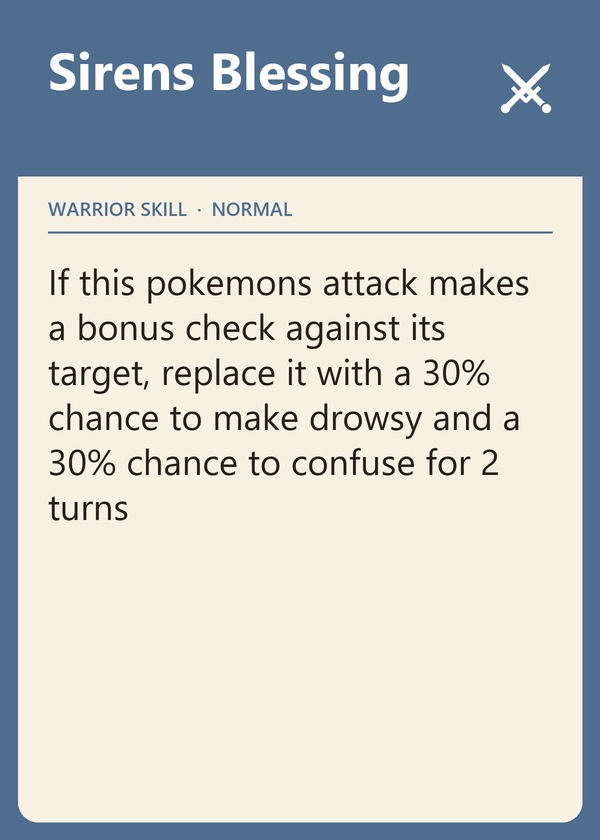 Sirens Blessing
WARRIOR SKILL · NORMAL
If this pokemons attack makes
a bonus check against its
target, replace it with a 30%
chance to make drowsy and a
30% chance to confuse for 2
turns